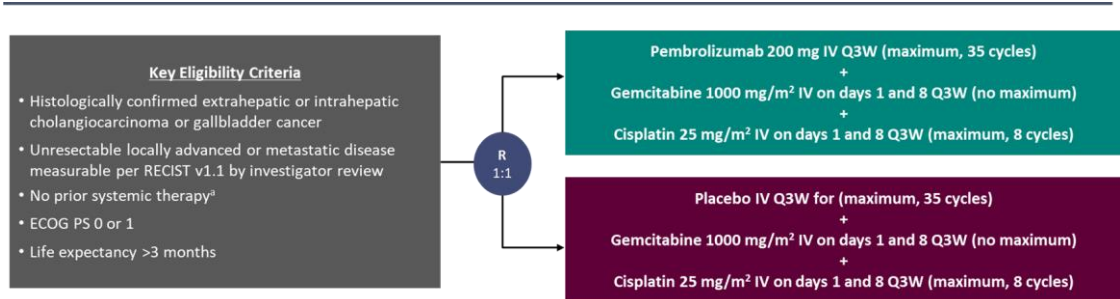 Key Eligibility Criteria
• Histologically confirmed extrahepatic or intrahepatic
cholangiocarcinoma or gallbladder cancer
• Unresectable locally advanced or metastatic disease
measurable per RECIST v1.1 by investigator review
• No prior systemic therapyᵃ
• ECOG PS 0 or 1
• Life expectancy >3 months
R
1:1
Pembrolizumab 200 mg IV Q3W (maximum, 35 cycles)
+
Gemcitabine 1000 mg/m² IV on days 1 and 8 Q3W (no maximum)
+
Cisplatin 25 mg/m² IV on days 1 and 8 Q3W (maximum, 8 cycles)
Placebo IV Q3W for (maximum, 35 cycles)
+
Gemcitabine 1000 mg/m² IV on days 1 and 8 Q3W (no maximum)
+
Cisplatin 25 mg/m² IV on days 1 and 8 Q3W (maximum, 8 cycles)